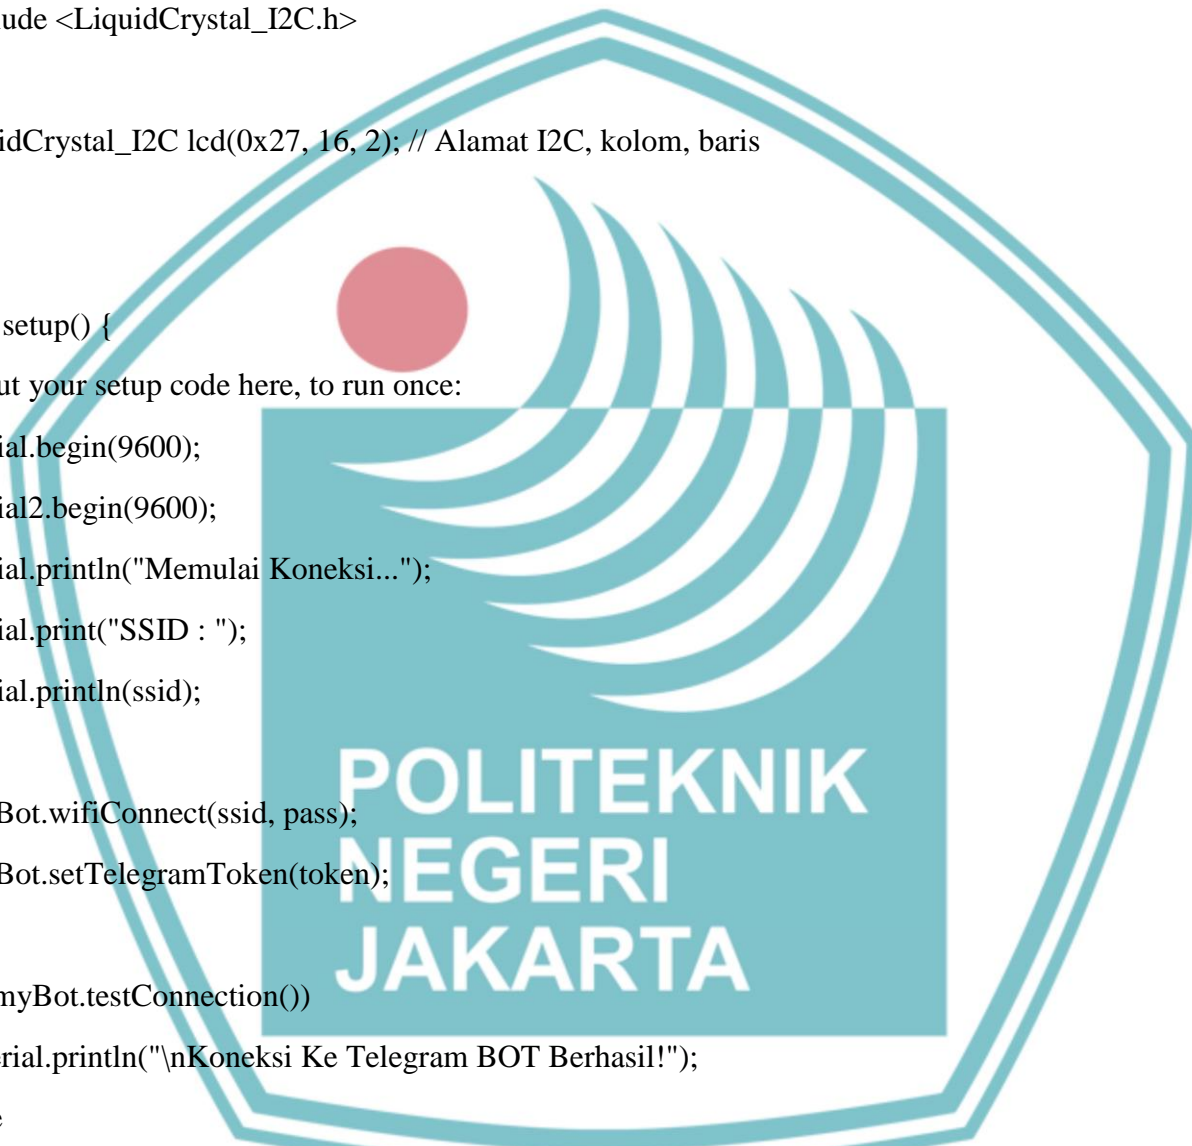 lude <LiquidCrystal_I2C.h>
idCrystal_I2C lcd(0x27, 16, 2); // Alamat I2C, kolom, baris
setup() {
ut your setup code here, to run once:
ial.begin(9600);
ial2.begin(9600);
ial.println("Memulai Koneksi...");
ial.print("SSID : ");
ial.println(ssid);
Bot.wifiConnect(ssid, pass);
Bot.setTelegramToken(token);
myBot.testConnection())
erial.println("\nKoneksi Ke Telegram BOT Berhasil!");
e
POLITEKNIK
NEGERI
JAKARTA